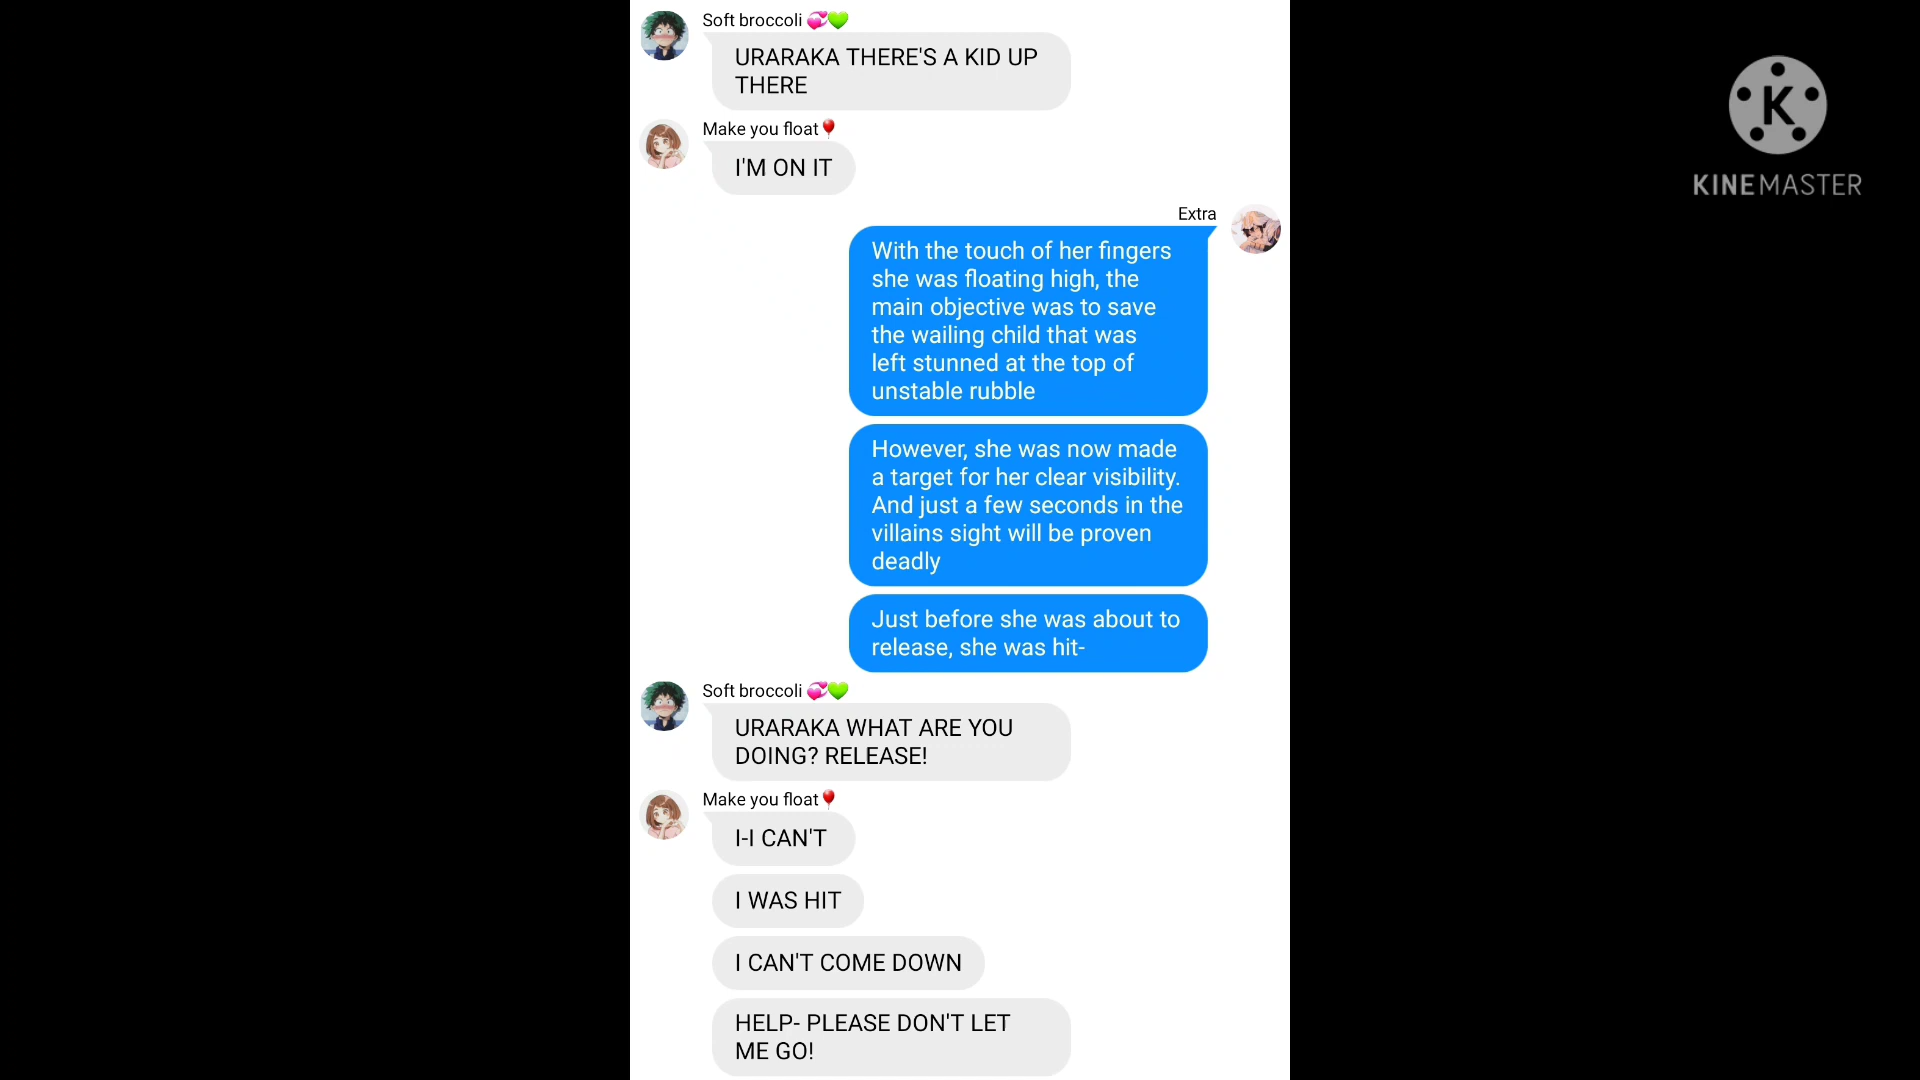 Soft broccoli 💞💚
URARAKA THERE'S A KID UP
THERE
Make you float🎈
I'M ON IT
Extra
With the touch of her fingers
she was floating high, the
main objective was to save
the wailing child that was
left stunned at the top of
unstable rubble
However, she was now made
a target for her clear visibility.
And just a few seconds in the
villains sight will be proven
deadly
Just before she was about to
release, she was hit-
Soft broccoli 💞💚
URARAKA WHAT ARE YOU
DOING? RELEASE!
Make you float🎈
I-I CAN'T
I WAS HIT
I CAN'T COME DOWN
HELP- PLEASE DON'T LET
ME GO!
K
KINEMASTER